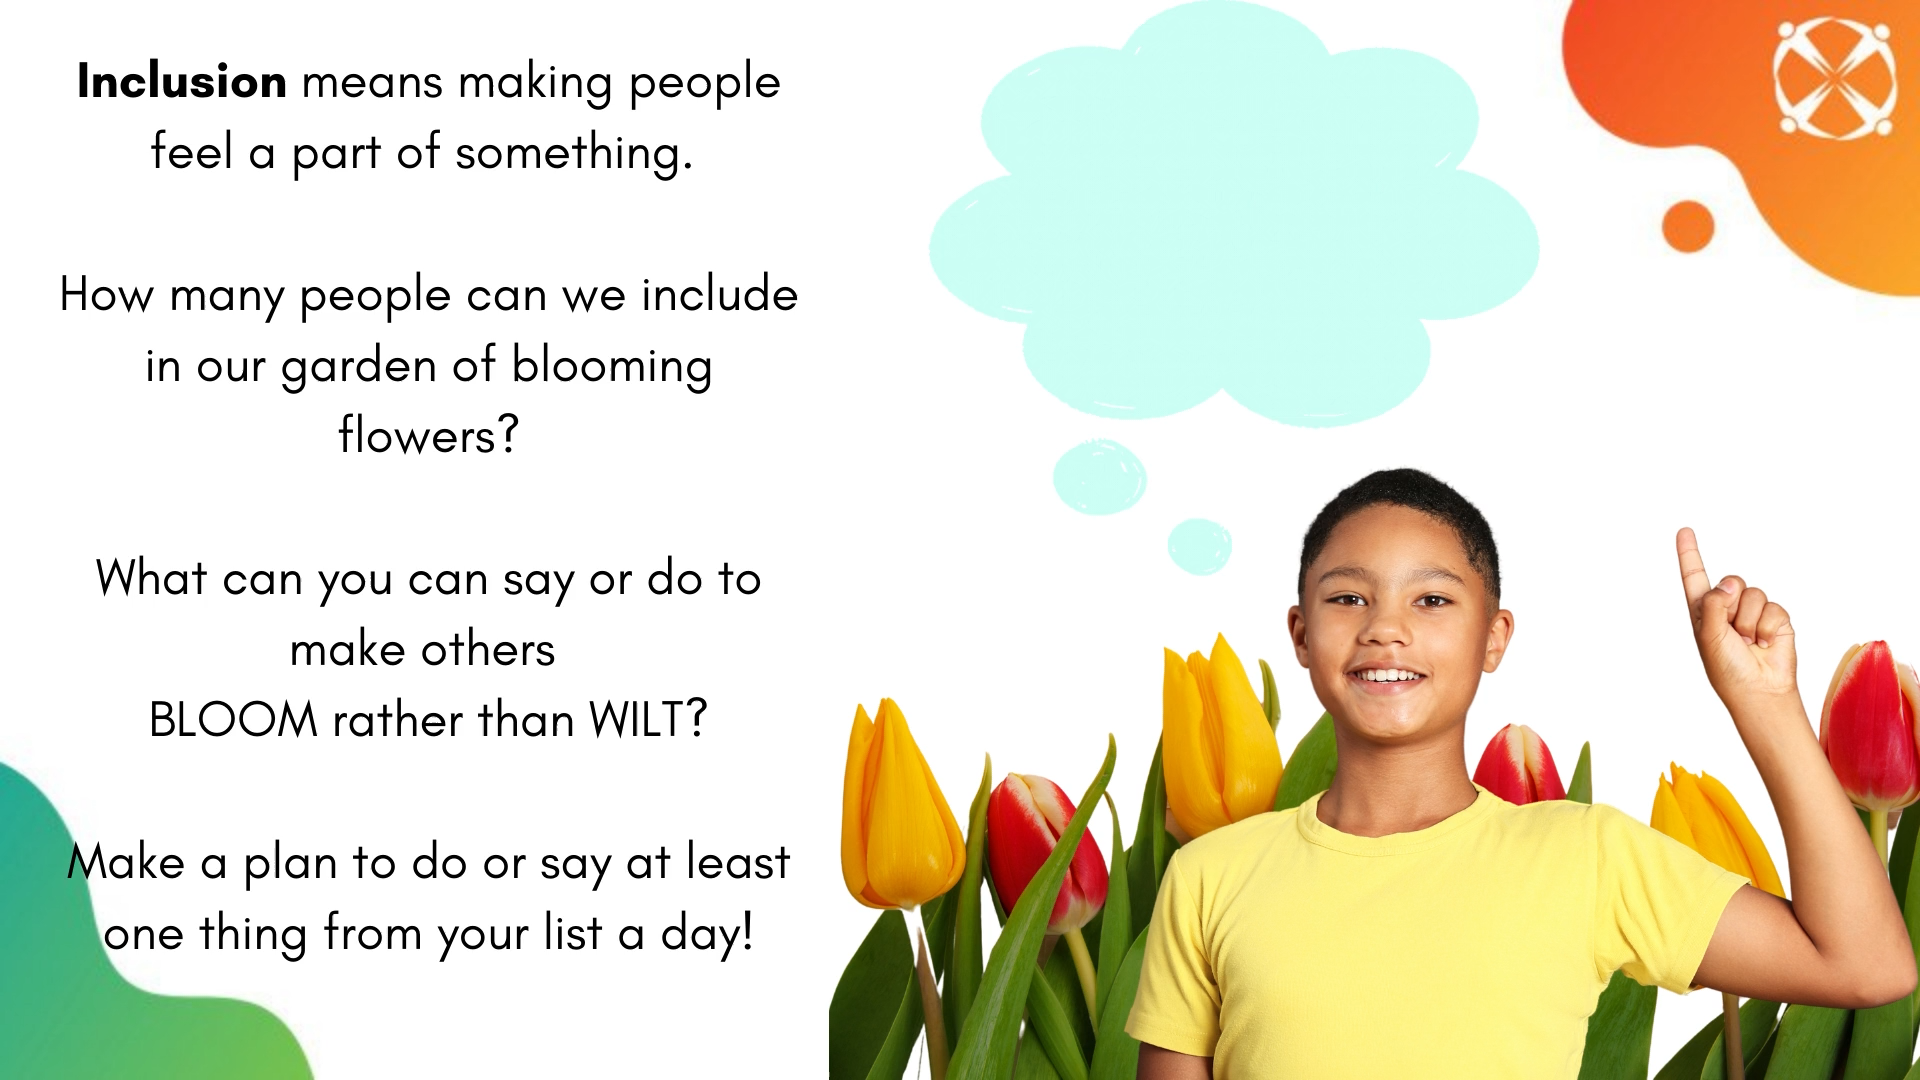 Inclusion means making people
feel a part of something.
How many people can we include
in our garden of blooming
flowers?
What can you can say or do to
make others
BLOOM rather than WILT?
Make a plan to do or say at least
one thing from your list a day!